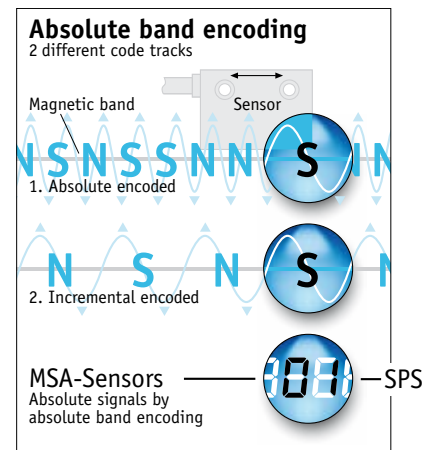 Absolute band encoding
2 different code tracks
Magnetic band
Sensor
N S N S S N N S N
1. Absolute encoded
N S N S N
2. Incremental encoded
MSA-Sensors
01
SPS
Absolute signals by
absolute band encoding